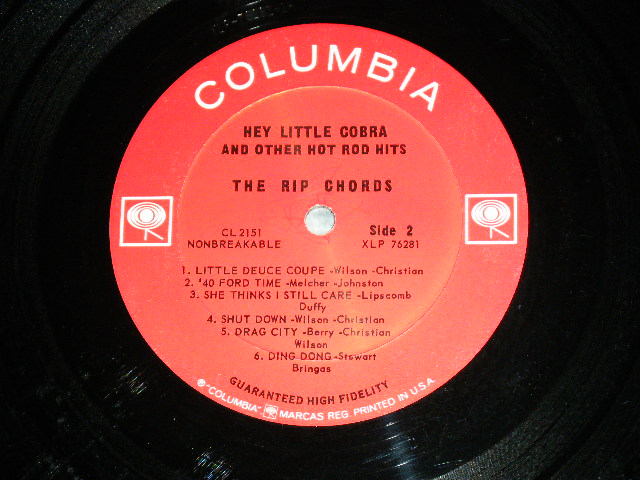 COLUMBIA
HEY LITTLE COBRA
AND OTHER HOT ROD HITS
THE RIP CHORDS
CL 2151 Side 2
NONBREAKABLE XLP 76281
1. LITTLE DEUCE COUPE -Wilson -Christian
2. '40 FORD TIME -Melcher -Johnston
3. SHE THINKS I STILL CARE -Lipscomb
Duffy
4. SHUT DOWN -Wilson -Christian
5. DRAG CITY -Berry -Christian
Wilson
6. DING DONG -Stewart
Bringas
GUARANTEED HIGH FIDELITY
® "COLUMBIA" MARCAS REG. PRINTED IN U.S.A.